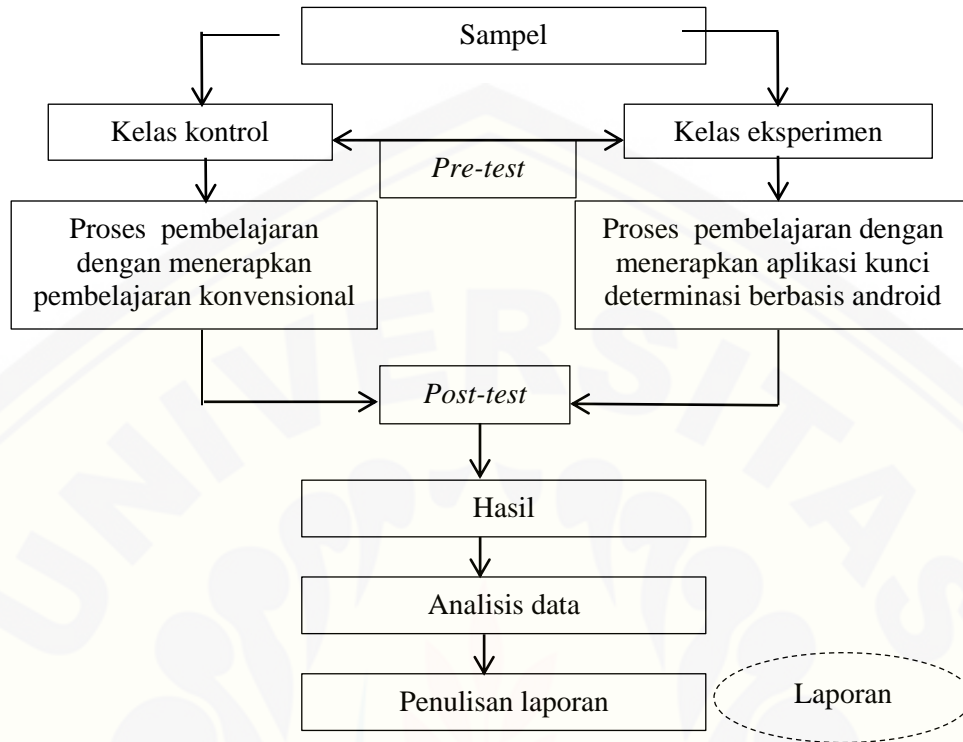 Sampel
Kelas kontrol
Kelas eksperimen
Pre-test
Proses pembelajaran
dengan menerapkan
pembelajaran konvensional
Proses pembelajaran dengan
menerapkan aplikasi kunci
determinasi berbasis android
Post-test
Hasil
Analisis data
Penulisan laporan
Laporan
UNIVERSITAS